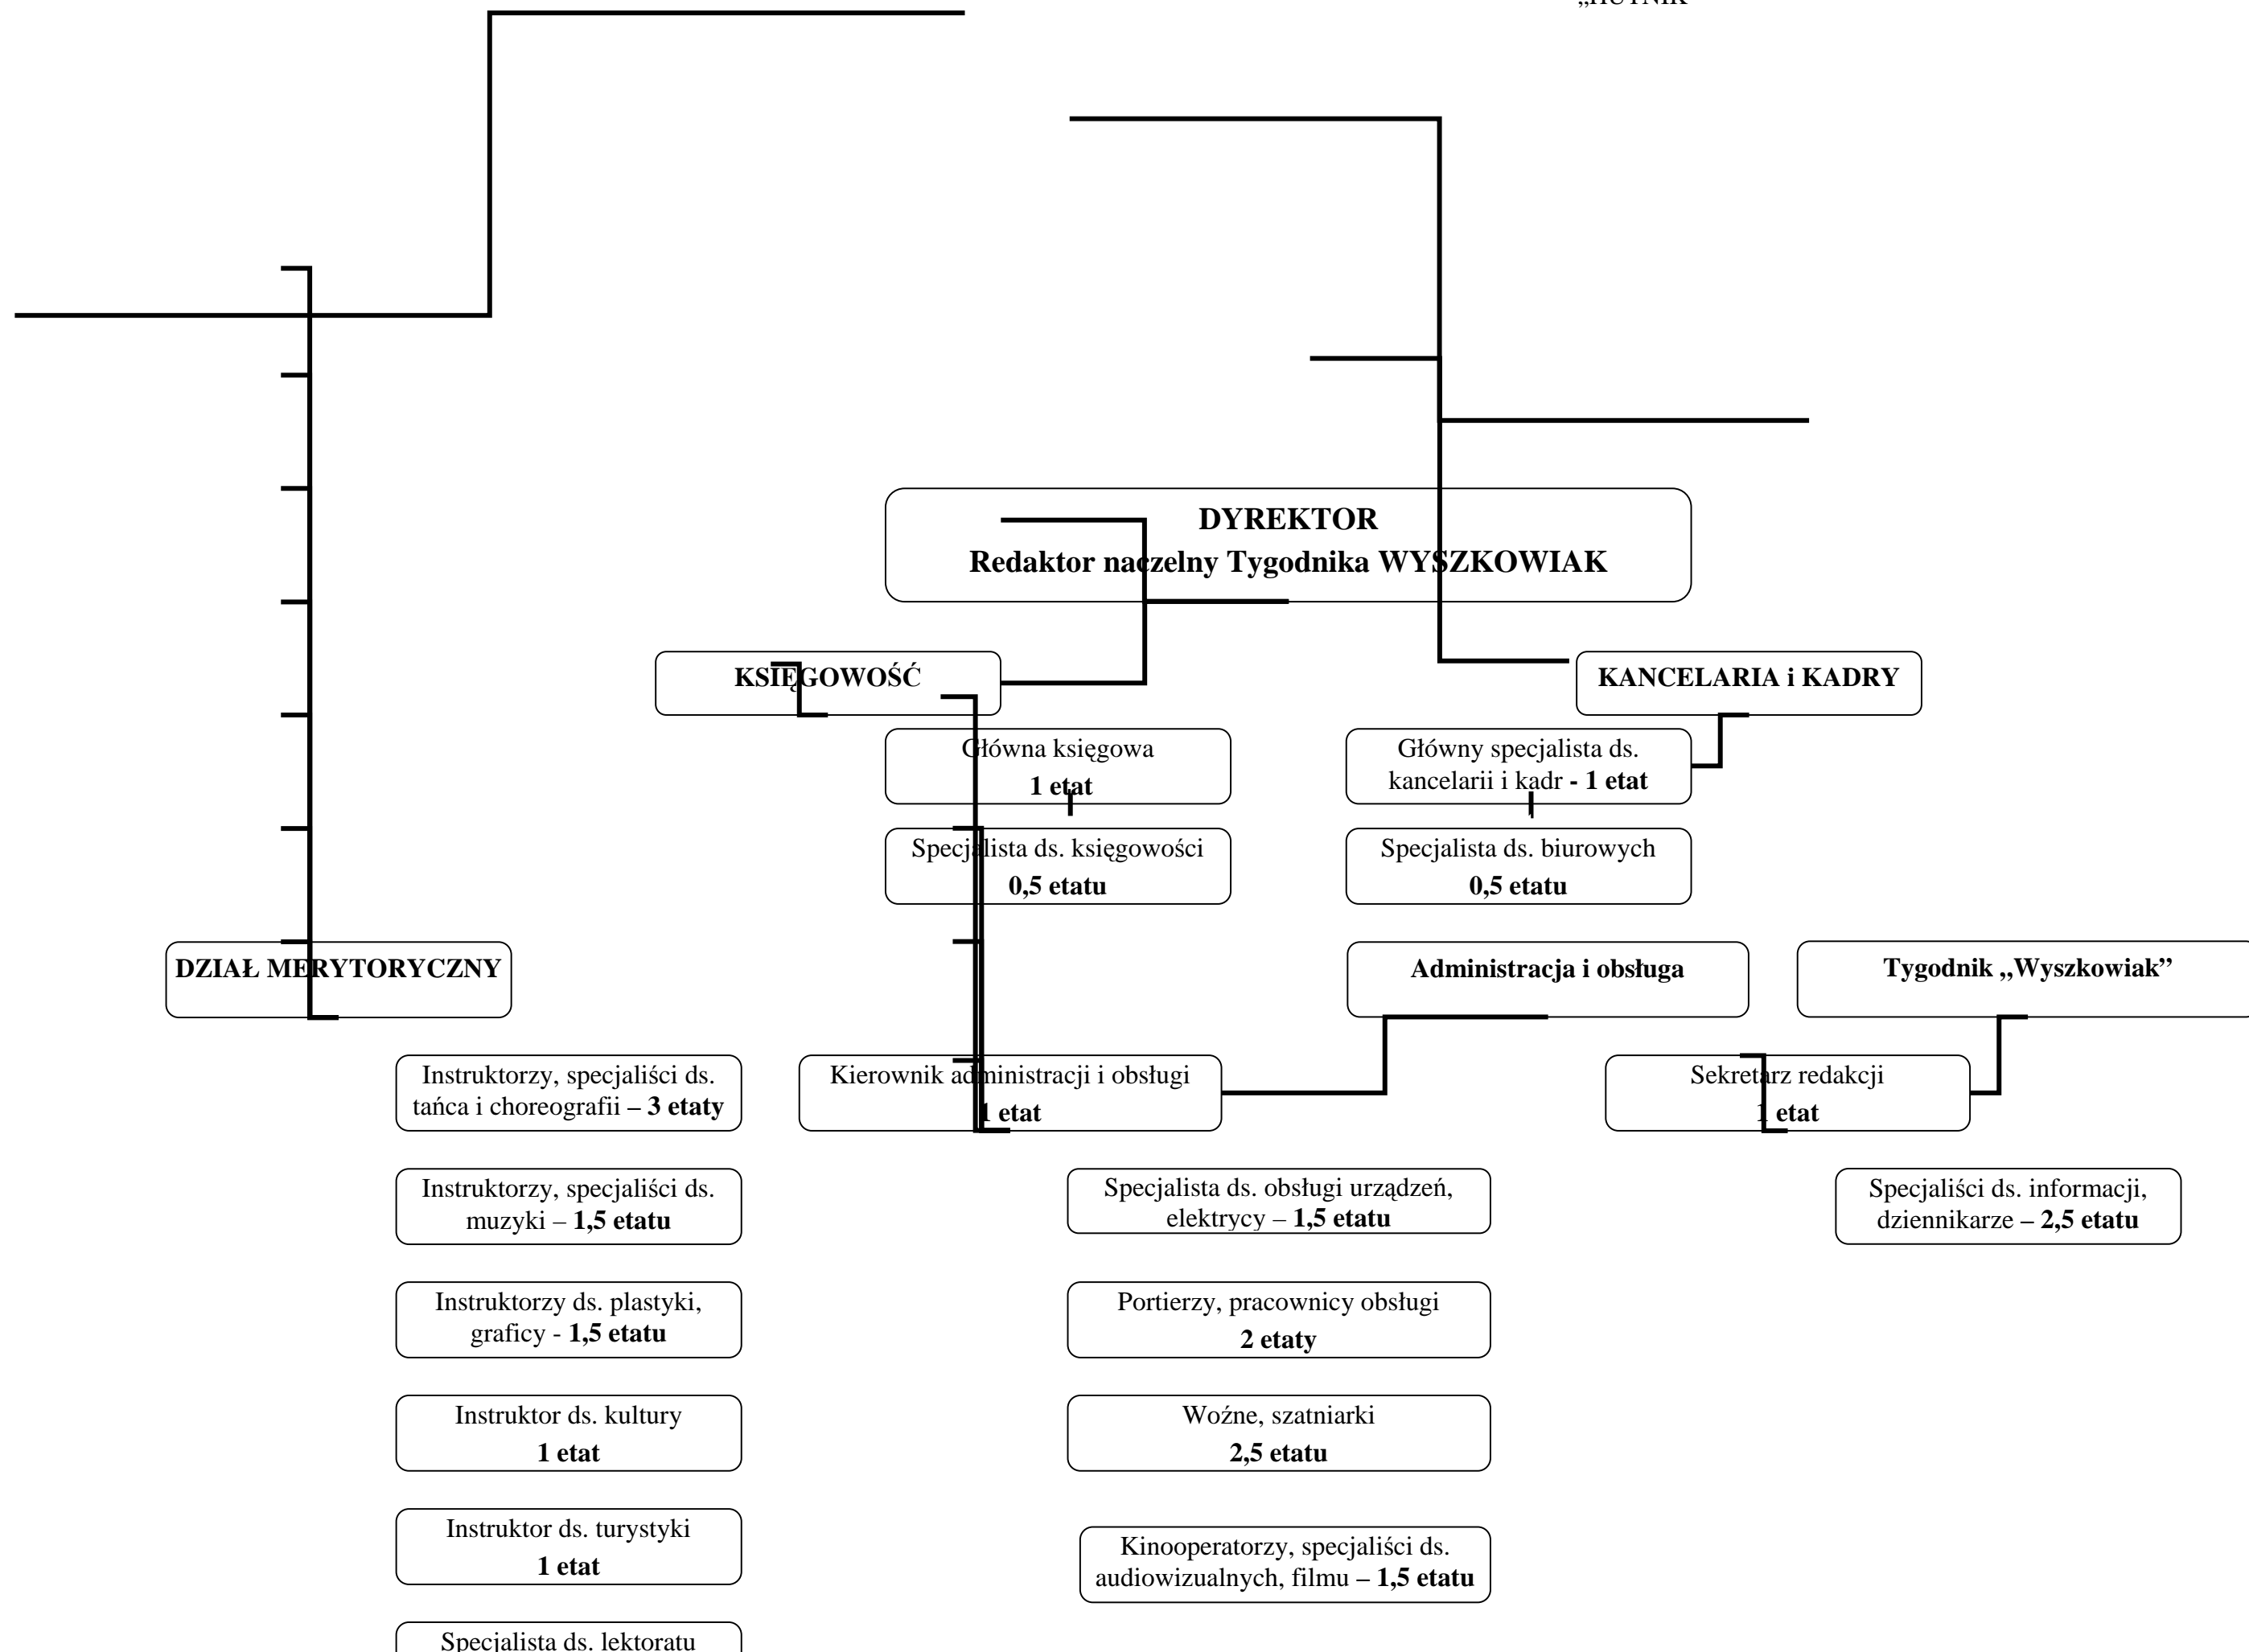 „HUTNIK
DYREKTOR
Redaktor naczelny Tygodnika WYSZKOWIAK
KSIĘGOWOŚĆ
KANCELARIA i KADRY
Główna księgowa
1 etat
Główny specjalista ds.
kancelarii i kadr - 1 etat
Specjalista ds. księgowości
0,5 etatu
Specjalista ds. biurowych
0,5 etatu
DZIAŁ MERYTORYCZNY
Administracja i obsługa
Tygodnik „Wyszkowiak”
Instruktorzy, specjaliści ds.
tańca i choreografii – 3 etaty
Kierownik administracji i obsługi
1 etat
Sekretarz redakcji
1 etat
Instruktorzy, specjaliści ds.
muzyki – 1,5 etatu
Specjalista ds. obsługi urządzeń,
elektrycy – 1,5 etatu
Specjaliści ds. informacji,
dziennikarze – 2,5 etatu
Instruktorzy ds. plastyki,
graficy - 1,5 etatu
Portierzy, pracownicy obsługi
2 etaty
Instruktor ds. kultury
1 etat
Woźne, szatniarki
2,5 etatu
Instruktor ds. turystyki
1 etat
Kinooperatorzy, specjaliści ds.
audiowizualnych, filmu – 1,5 etatu
Specjalista ds. lektoratu